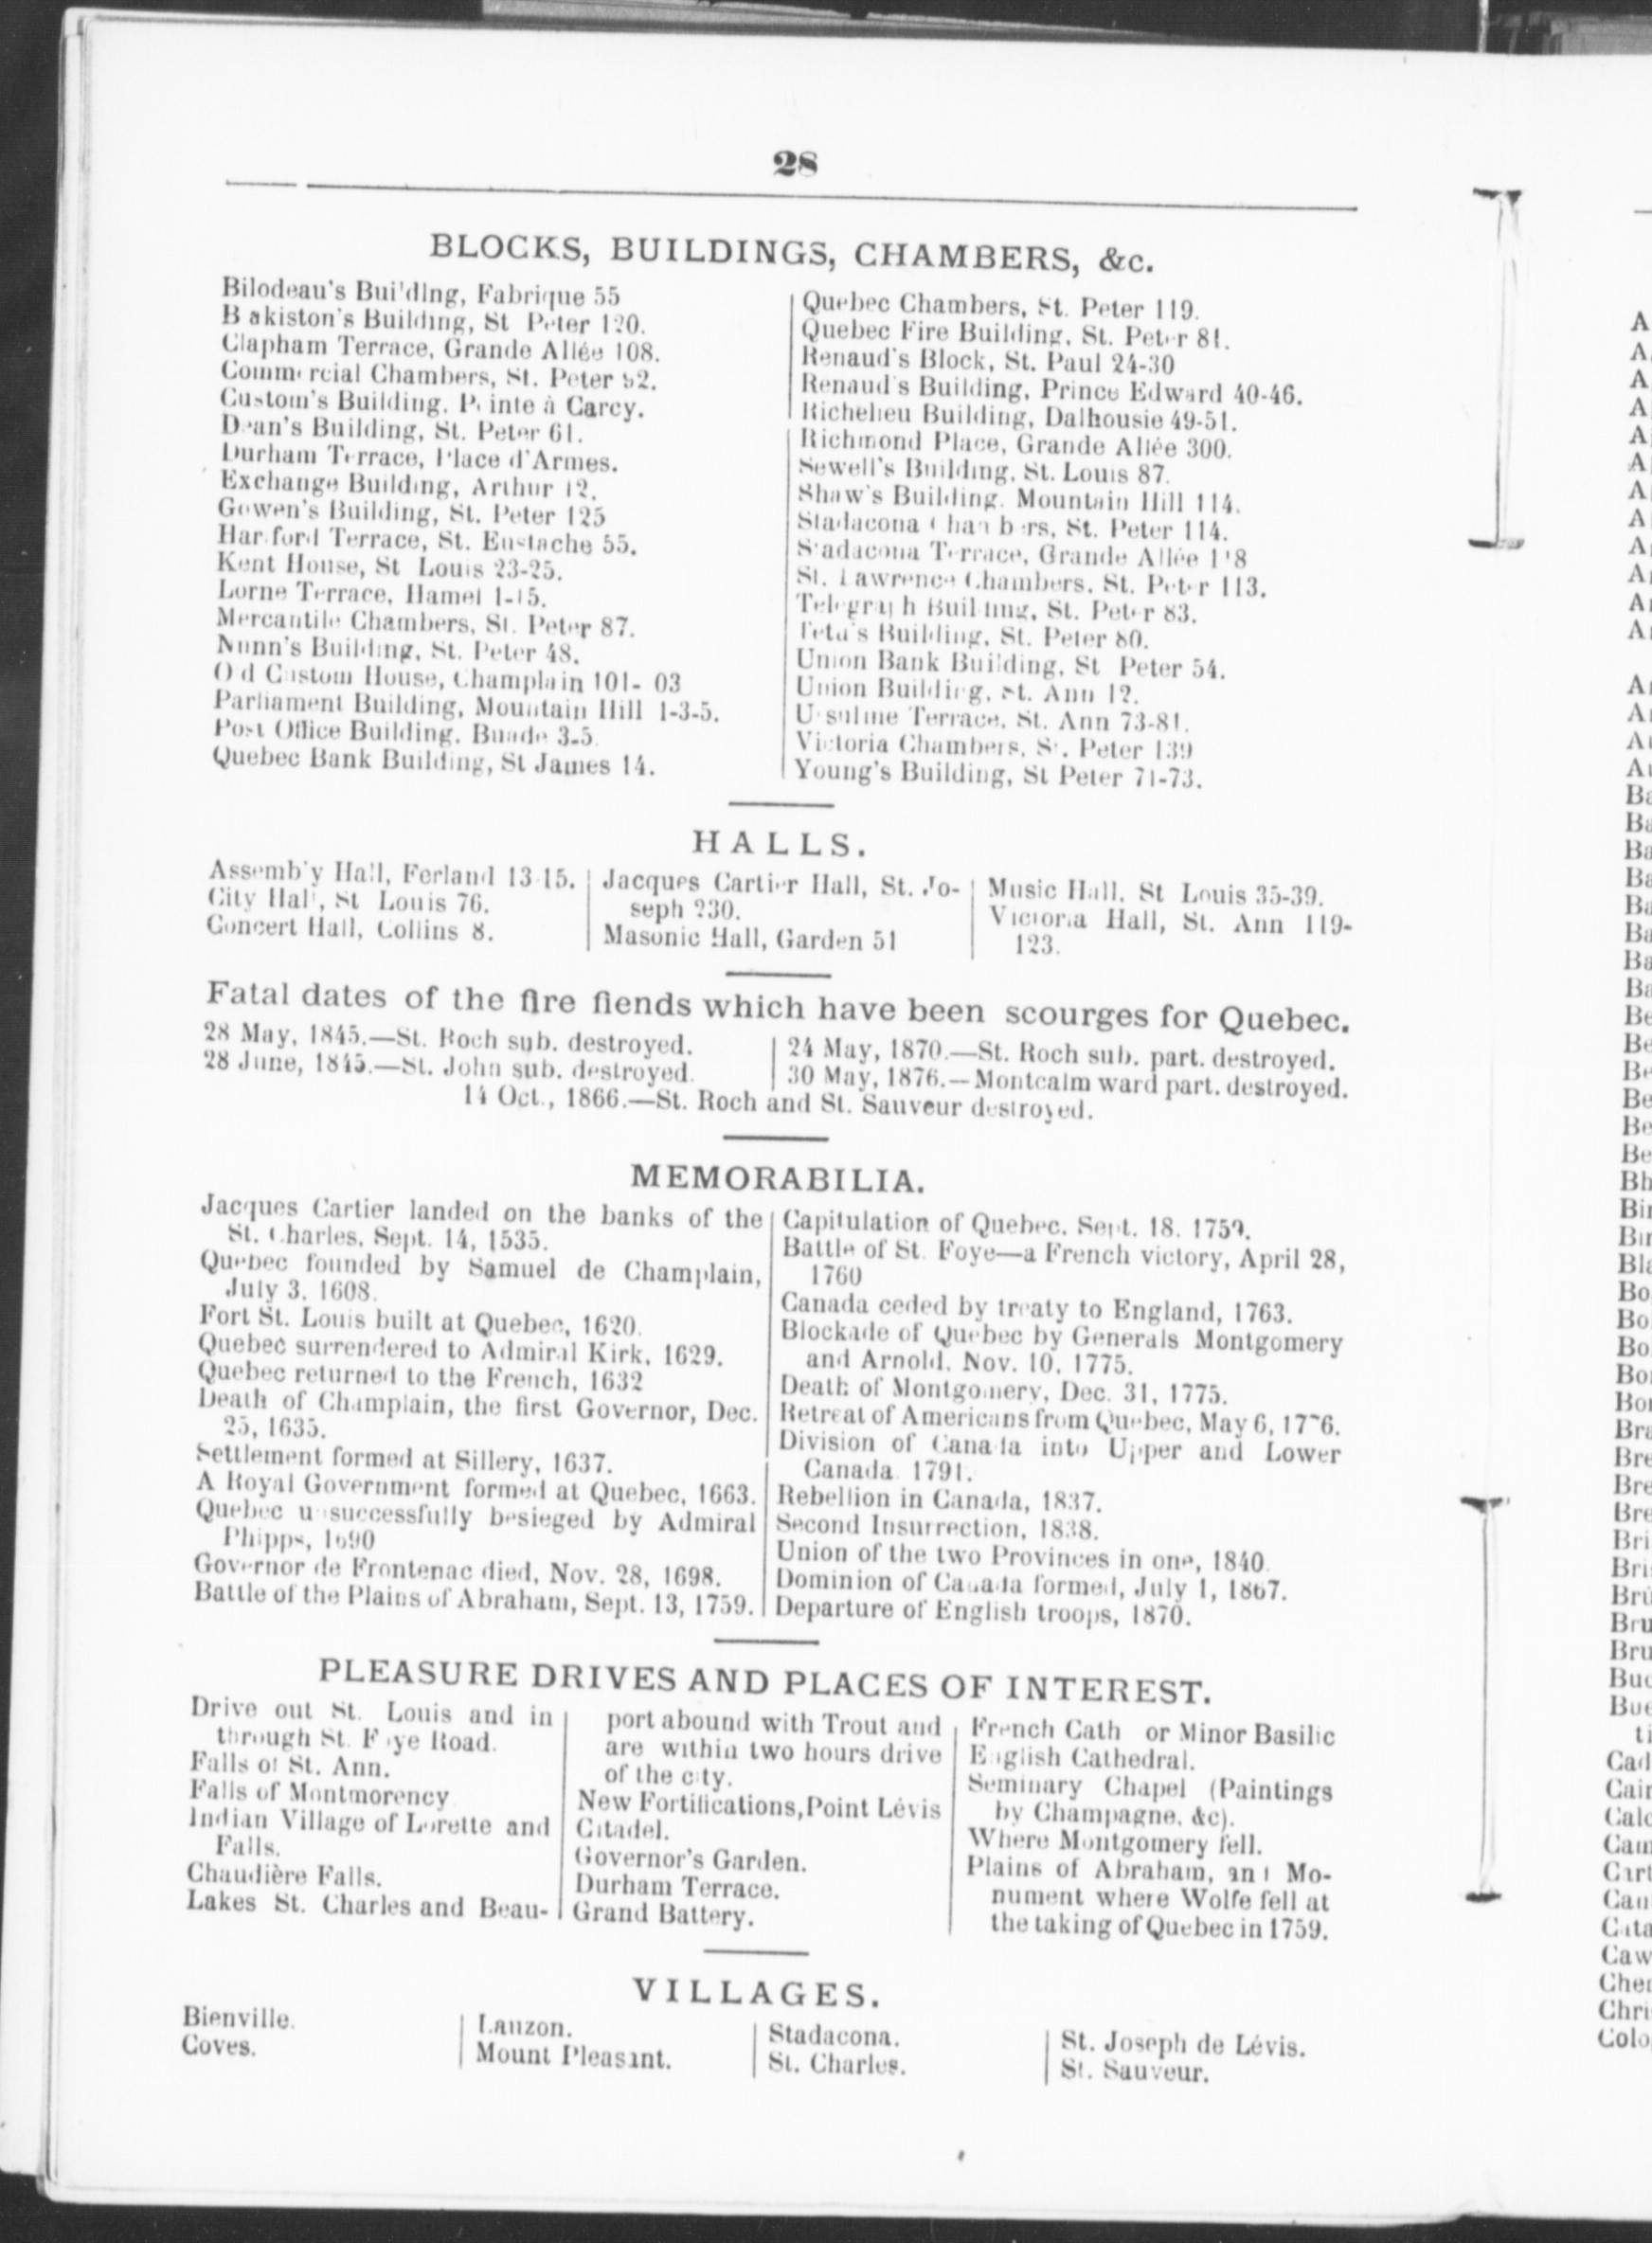 28
BLOCKS, BUILDINGS, CHAMBERS, &c.
Bilodeau's Building, Fabrique 55
Blakiston's Building, St Peter 120.
Clapham Terrace, Grande Allée 108.
Commercial Chambers, St. Peter
Custom's Building, Pointe à Carcy.
Dean's Building, St. Peter 61.
Durham Terrace, Place d'Armes.
Exchange Building, Arthur 12.
Gowen's Building, St. Peter 125
Harford Terrace, St. Eustache 55.
Kent House, St Louis 23-25.
Lorne Terrace, Hamel 1-15.
Mercantile Chambers, St. Peter 87.
Nunn's Building, St. Peter 48.
Old Custom House, Champlain 101- 03
Parliament Building, Mountain Hill 1-3-5.
Post Office Building, Buade 3-5
Quebec Bank Building, St James 14.
Quebec Chambers, St. Peter 119.
Quebec Fire Building, St. Peter 81.
Renaud's Block, St. Paul 24-30
Renaud's Building, Prince Edward 40-46.
Richelieu Building, Dalhousie 49-51.
Richmond Place, Grande Allée 300.
Sewell's Building, St. Louis 87.
Shaw's Building, Mountain Hill 114.
Stadacona Chambers, St. Peter 114.
Stadacona Terrace, Grande Allée
St. Lawrence Chambers, St. Peter 113.
Telegraph Building, St. Peter 83.
Tetu's Building, St. Peter 80.
Union Bank Building, St Peter 54.
Union Building, St. Ann 12.
Ursuline Terrace, St. Ann 73-81.
Victoria Chambers, St. Peter 139
Young's Building, St Peter 71-73.
HALLS.
Assembly Hall, Ferland 13-15.
City Hall, St Louis 76.
Concert Hall, Collins 8.
Jacques Cartier Hall, St. Jo-
seph 230.
Masonic Hall, Garden 51
Music Hall, St Louis 35-39.
Victoria Hall, St. Ann 119-
123.
Fatal dates of the fire fiends which have been scourges for Quebec.
28 May, 1845.—St. Roch sub. destroyed.
28 June, 1845.—St. John sub. destroyed.
24 May, 1870.—St. Roch sub. part. destroyed.
30 May, 1876.—Montcalm ward part. destroyed.
14 Oct., 1866.—St. Roch and St. Sauveur destroyed.
MEMORABILIA.
Jacques Cartier landed on the banks of the
St. Charles, Sept. 14, 1535.
Quebec founded by Samuel de Champlain,
July 3, 1608.
Fort St. Louis built at Quebec, 1620.
Quebec surrendered to Admiral Kirk, 1629.
Quebec returned to the French, 1632
Death of Champlain, the first Governor, Dec.
25, 1635.
Settlement formed at Sillery, 1637.
A Royal Government formed at Quebec, 1663.
Quebec unsuccessfully besieged by Admiral
Phipps, 1690
Governor de Frontenac died, Nov. 28, 1698.
Battle of the Plains of Abraham, Sept. 13, 1759.
Capitulation of Quebec, Sept. 18, 1759.
Battle of St. Foye—a French victory, April 28,
1760
Canada ceded by treaty to England, 1763.
Blockade of Quebec by Generals Montgomery
and Arnold, Nov. 10, 1775.
Death of Montgomery, Dec. 31, 1775.
Retreat of Americans from Quebec, May 6, 1776.
Division of Canada into Upper and Lower
Canada, 1791.
Rebellion in Canada, 1837.
Second Insurrection, 1838.
Union of the two Provinces in one, 1840.
Dominion of Canada formed, July 1, 1867.
Departure of English troops, 1870.
PLEASURE DRIVES AND PLACES OF INTEREST.
Drive out St. Louis and in
through St. Foye Road.
Falls of St. Ann.
Falls of Montmorency
Indian Village of Lorette and
Falls.
Chaudière Falls.
Lakes St. Charles and Beau-
port abound with Trout and
are within two hours drive
of the city.
New Fortifications, Point Lévis
Citadel.
Governor's Garden.
Durham Terrace.
Grand Battery.
French Cath or Minor Basilic
English Cathedral.
Seminary Chapel (Paintings
by Champagne, &c).
Where Montgomery fell.
Plains of Abraham, and Mo-
nument where Wolfe fell at
the taking of Quebec in 1759.
VILLAGES.
Bienville.
Coves.
Lauzon.
Mount Pleasant.
Stadacona.
St. Charles.
St. Joseph de Lévis.
St. Sauveur.